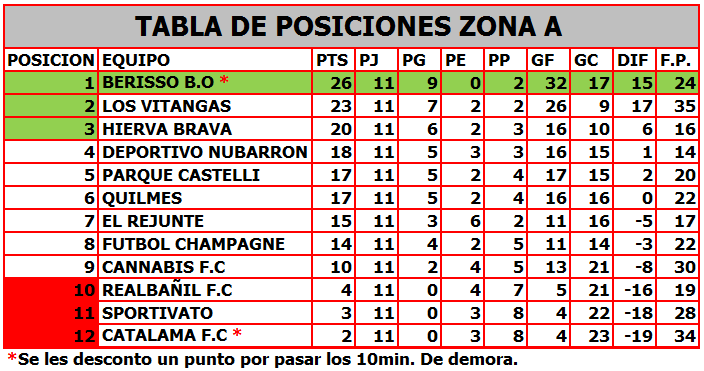 TABLA DE POSICIONES ZONA A
POSICION EQUIPO PTS PJ PG PE PP GF GC DIF F.P.
1 BERISSO B.O * 26 11 9 0 2 32 17 15 24
2 LOS VITANGAS 23 11 7 2 2 26 9 17 35
3 HIERVA BRAVA 20 11 6 2 3 16 10 6 16
4 DEPORTIVO NUBARRON 18 11 5 3 3 16 15 1 14
5 PARQUE CASTELLI 17 11 5 2 4 17 15 2 20
6 QUILMES 17 11 5 2 4 16 16 0 22
7 EL REJUNTE 15 11 3 6 2 11 16 -5 17
8 FUTBOL CHAMPAGNE 14 11 4 2 5 11 14 -3 22
9 CANNABIS F.C 10 11 2 4 5 13 21 -8 30
10 REALBAÑIL F.C 4 11 0 4 7 5 21 -16 19
11 SPORTIVATO 3 11 0 3 8 4 22 -18 28
12 CATALAMA F.C * 2 11 0 3 8 4 23 -19 34
*Se les desconto un punto por pasar los 10min. De demora.